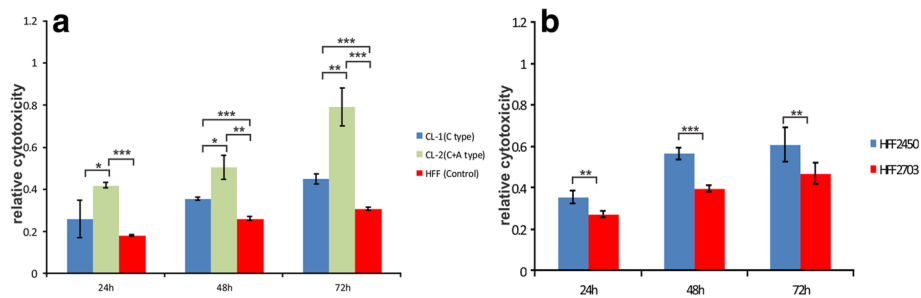 a
relative cytotoxicity
1.2
1
0.8
0.6
0.4
0.2
0
* ***
*** * **
*** ** ***
24h 48h 72h
CL-1(C type)
CL-2(C+A type)
HFF (Control)
b
relative cytotoxicity
1.2
1
0.8
0.6
0.4
0.2
0
** *** **
24h 48h 72h
HFF2450
HFF2703